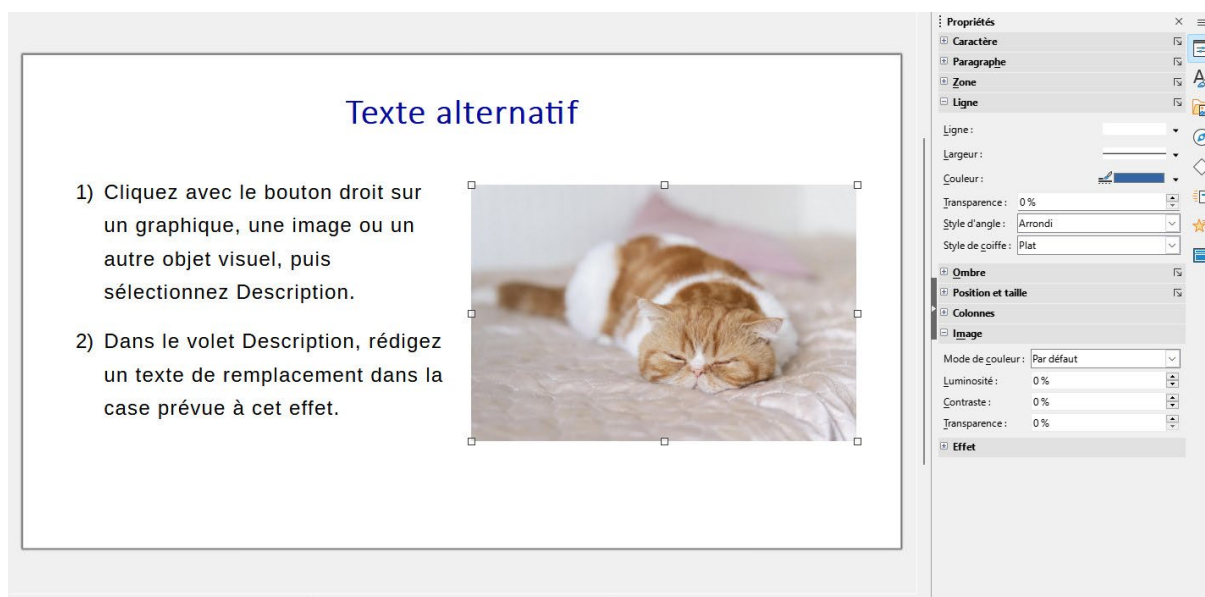 Texte alternatif
1) Cliquez avec le bouton droit sur
un graphique, une image ou un
autre objet visuel, puis
sélectionnez Description.
2) Dans le volet Description, rédigez
un texte de remplacement dans la
case prévue à cet effet.
Propriétés
Caractère
Paragraphe
Zone
Ligne
Ligne :
Largeur :
Couleur :
Transparence : 0 %
Style d'angle : Arrondi
Style de coiffe : Plat
Ombre
Position et taille
Colonnes
Image
Mode de couleur : Par défaut
Luminosité : 0 %
Contraste : 0 %
Transparence : 0 %
Effet